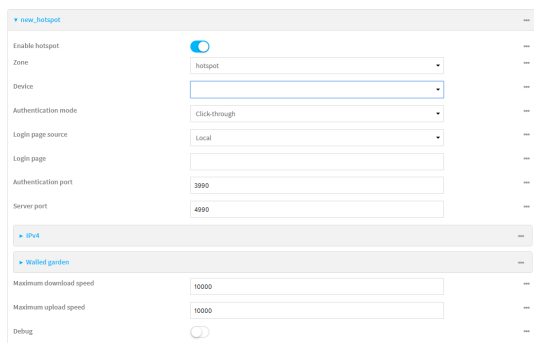 new_hotspot
Enable hotspot
Zone hotspot
Device
Authentication mode Click-through
Login page source Local
Login page
Authentication port 3990
Server port 4990
IPv4
Walled garden
Maximum download speed 10000
Maximum upload speed 10000
Debug